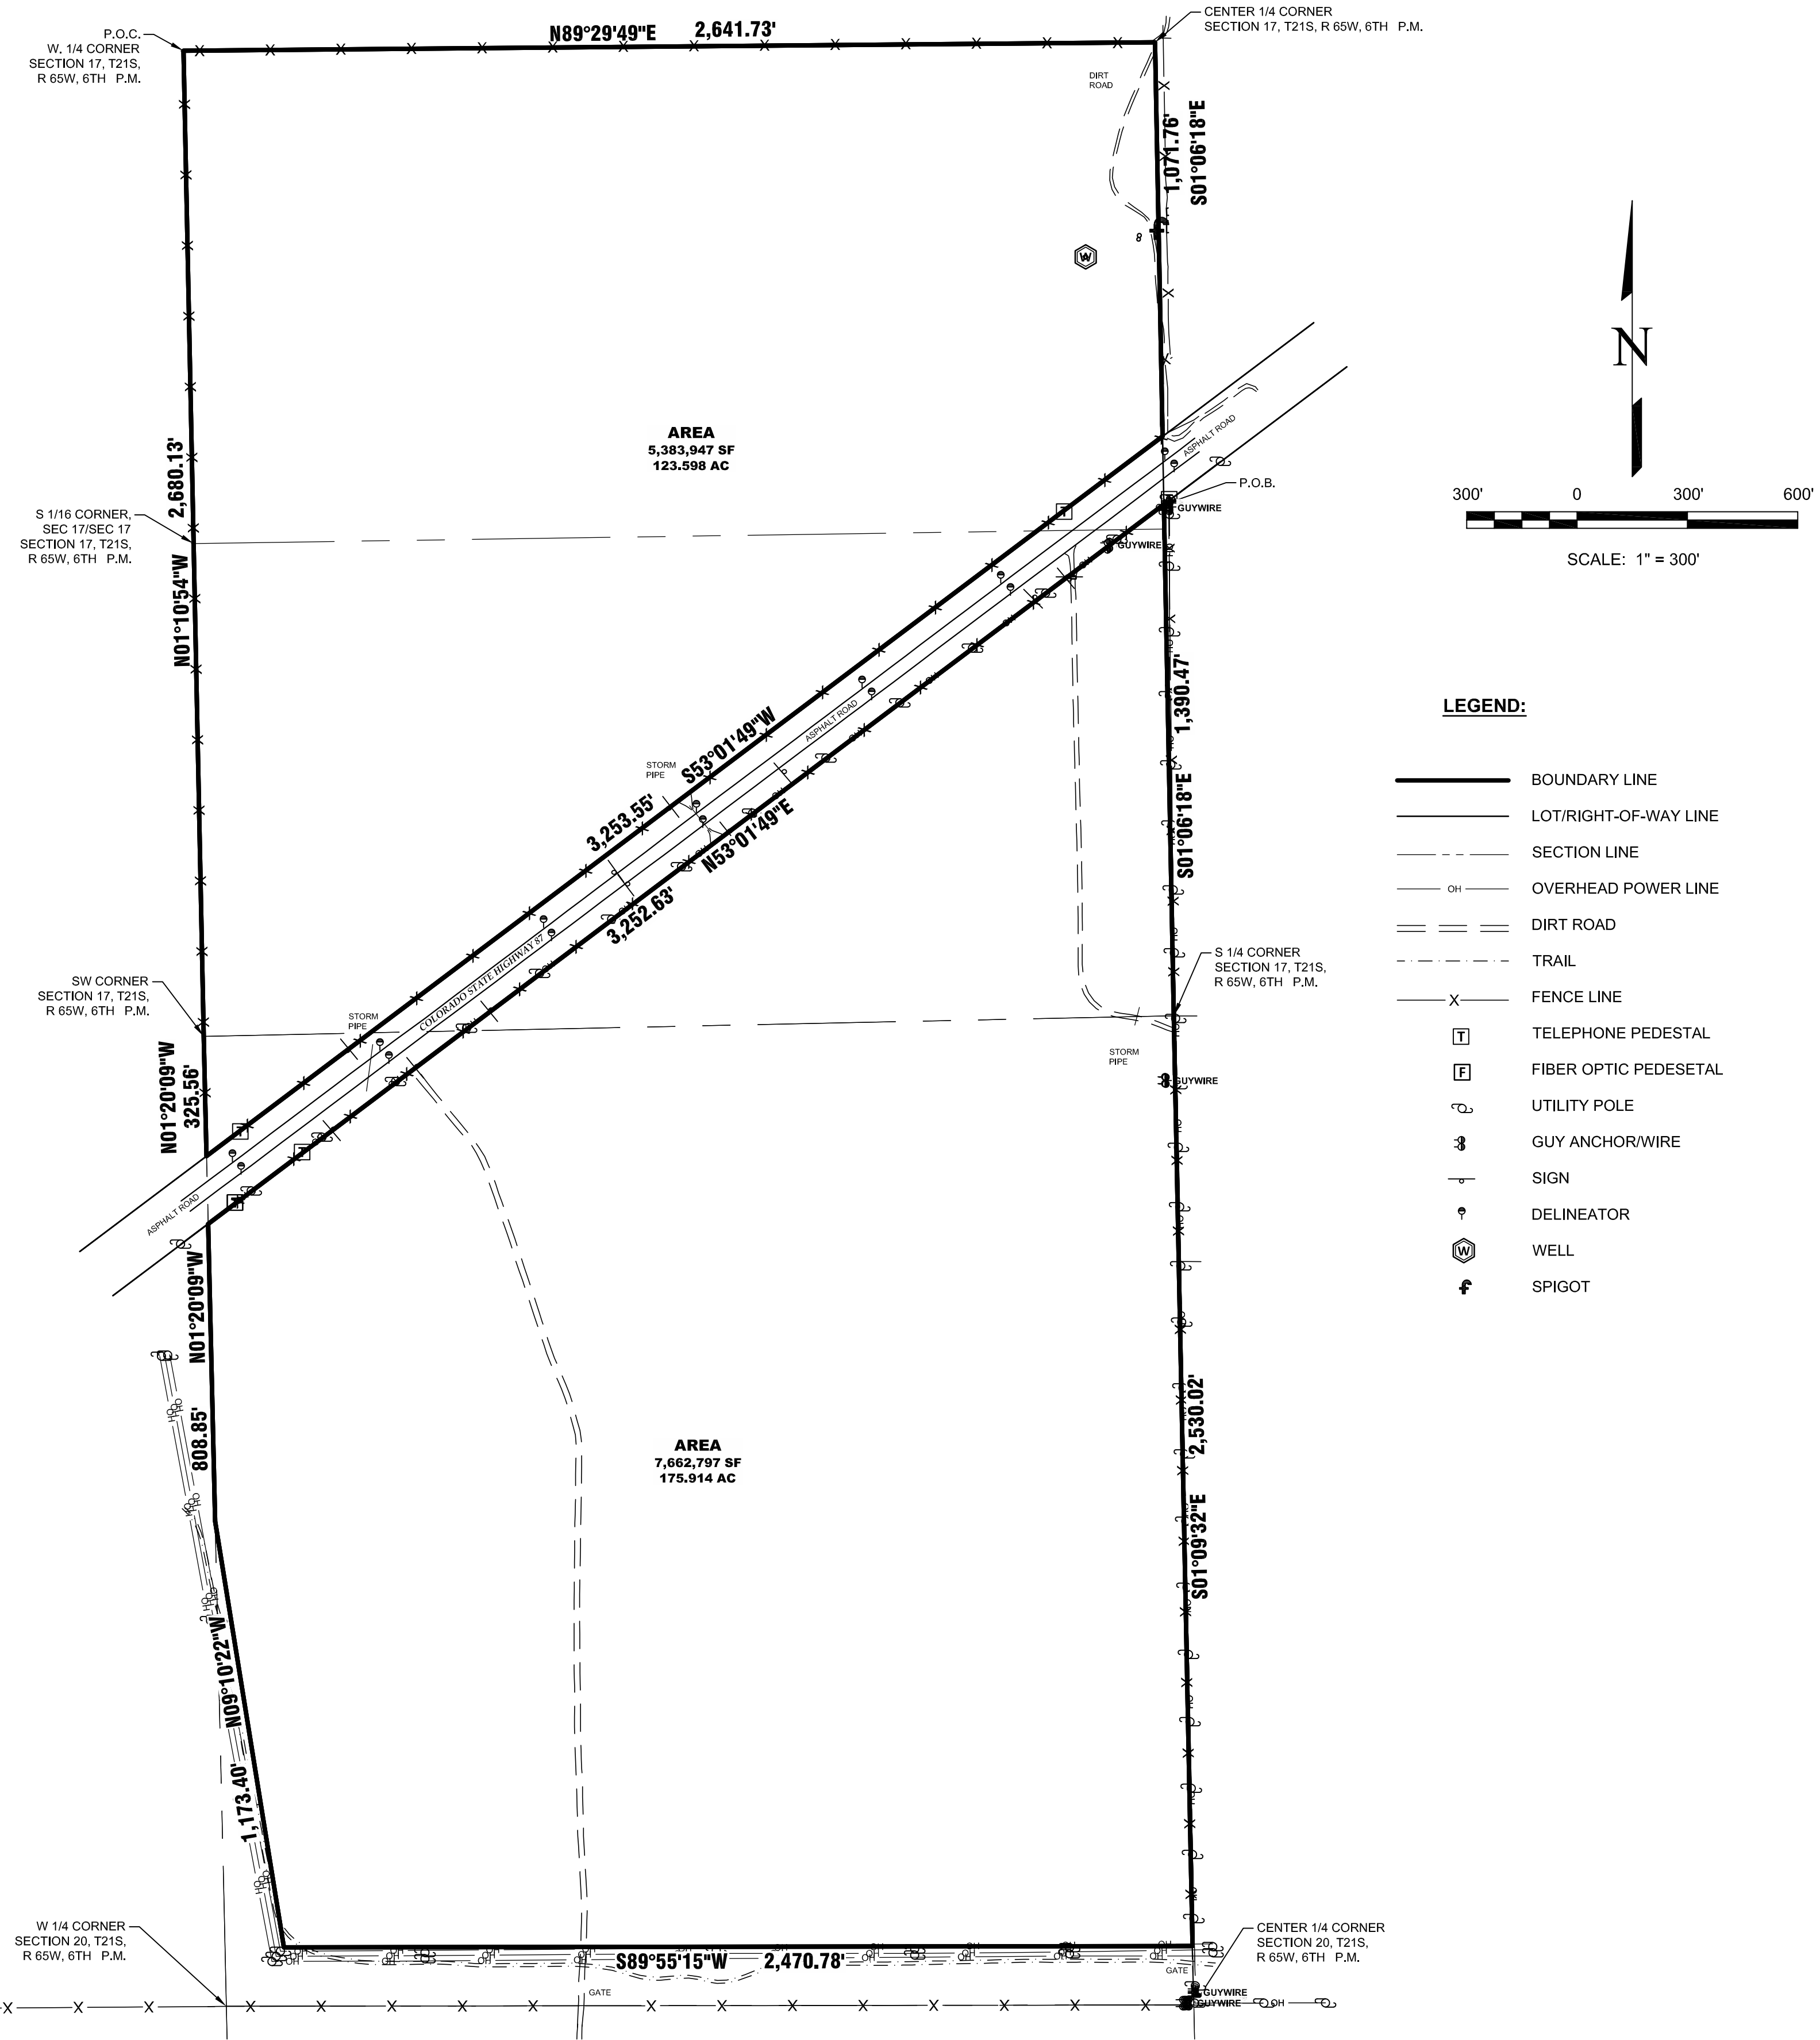 P.O.C.
W. 1/4 CORNER
SECTION 17, T21S,
R 65W, 6TH P.M.
N89°29'49"E 2,641.73'
CENTER 1/4 CORNER
SECTION 17, T21S, R 65W, 6TH P.M.
DIRT
ROAD
1,071.76'
S01°06'18"E
8
W
N
AREA
5,383,947 SF
123.598 AC
ASPHALT ROAD
P.O.B.
GUYWIRE
T
GUYWIRE
300' 0 300' 600'
SCALE: 1" = 300'
2,680.13'
N01°10'54"W
S 1/16 CORNER,
SEC 17/SEC 17
SECTION 17, T21S,
R 65W, 6TH P.M.
1,390.47'
S01°06'18"E
S53°01'49"W
3,253.55'
ASPHALT ROAD
STORM
PIPE
N53°01'49"E
3,252.63'
COLORADO STATE HIGHWAY 87
LEGEND:
BOUNDARY LINE
LOT/RIGHT-OF-WAY LINE
SECTION LINE
OH OVERHEAD POWER LINE
DIRT ROAD
TRAIL
X FENCE LINE
T TELEPHONE PEDESTAL
F FIBER OPTIC PEDESETAL
UTILITY POLE
GUY ANCHOR/WIRE
SIGN
DELINEATOR
W WELL
SPIGOT
S 1/4 CORNER
SECTION 17, T21S,
R 65W, 6TH P.M.
SW CORNER
SECTION 17, T21S,
R 65W, 6TH P.M.
STORM
PIPE
STORM
PIPE
GUYWIRE
N01°20'09"W
325.56'
T
T
ASPHALT ROAD
N01°20'09"W
808.85'
AREA
7,662,797 SF
175.914 AC
2,530.02'
S01°09'32"E
N09°10'22"W
1,173.40'
W 1/4 CORNER
SECTION 20, T21S,
R 65W, 6TH P.M.
S89°55'15"W 2,470.78'
CENTER 1/4 CORNER
SECTION 20, T21S,
R 65W, 6TH P.M.
GATE
GATE
GUYWIRE
GUYWIRE
OH